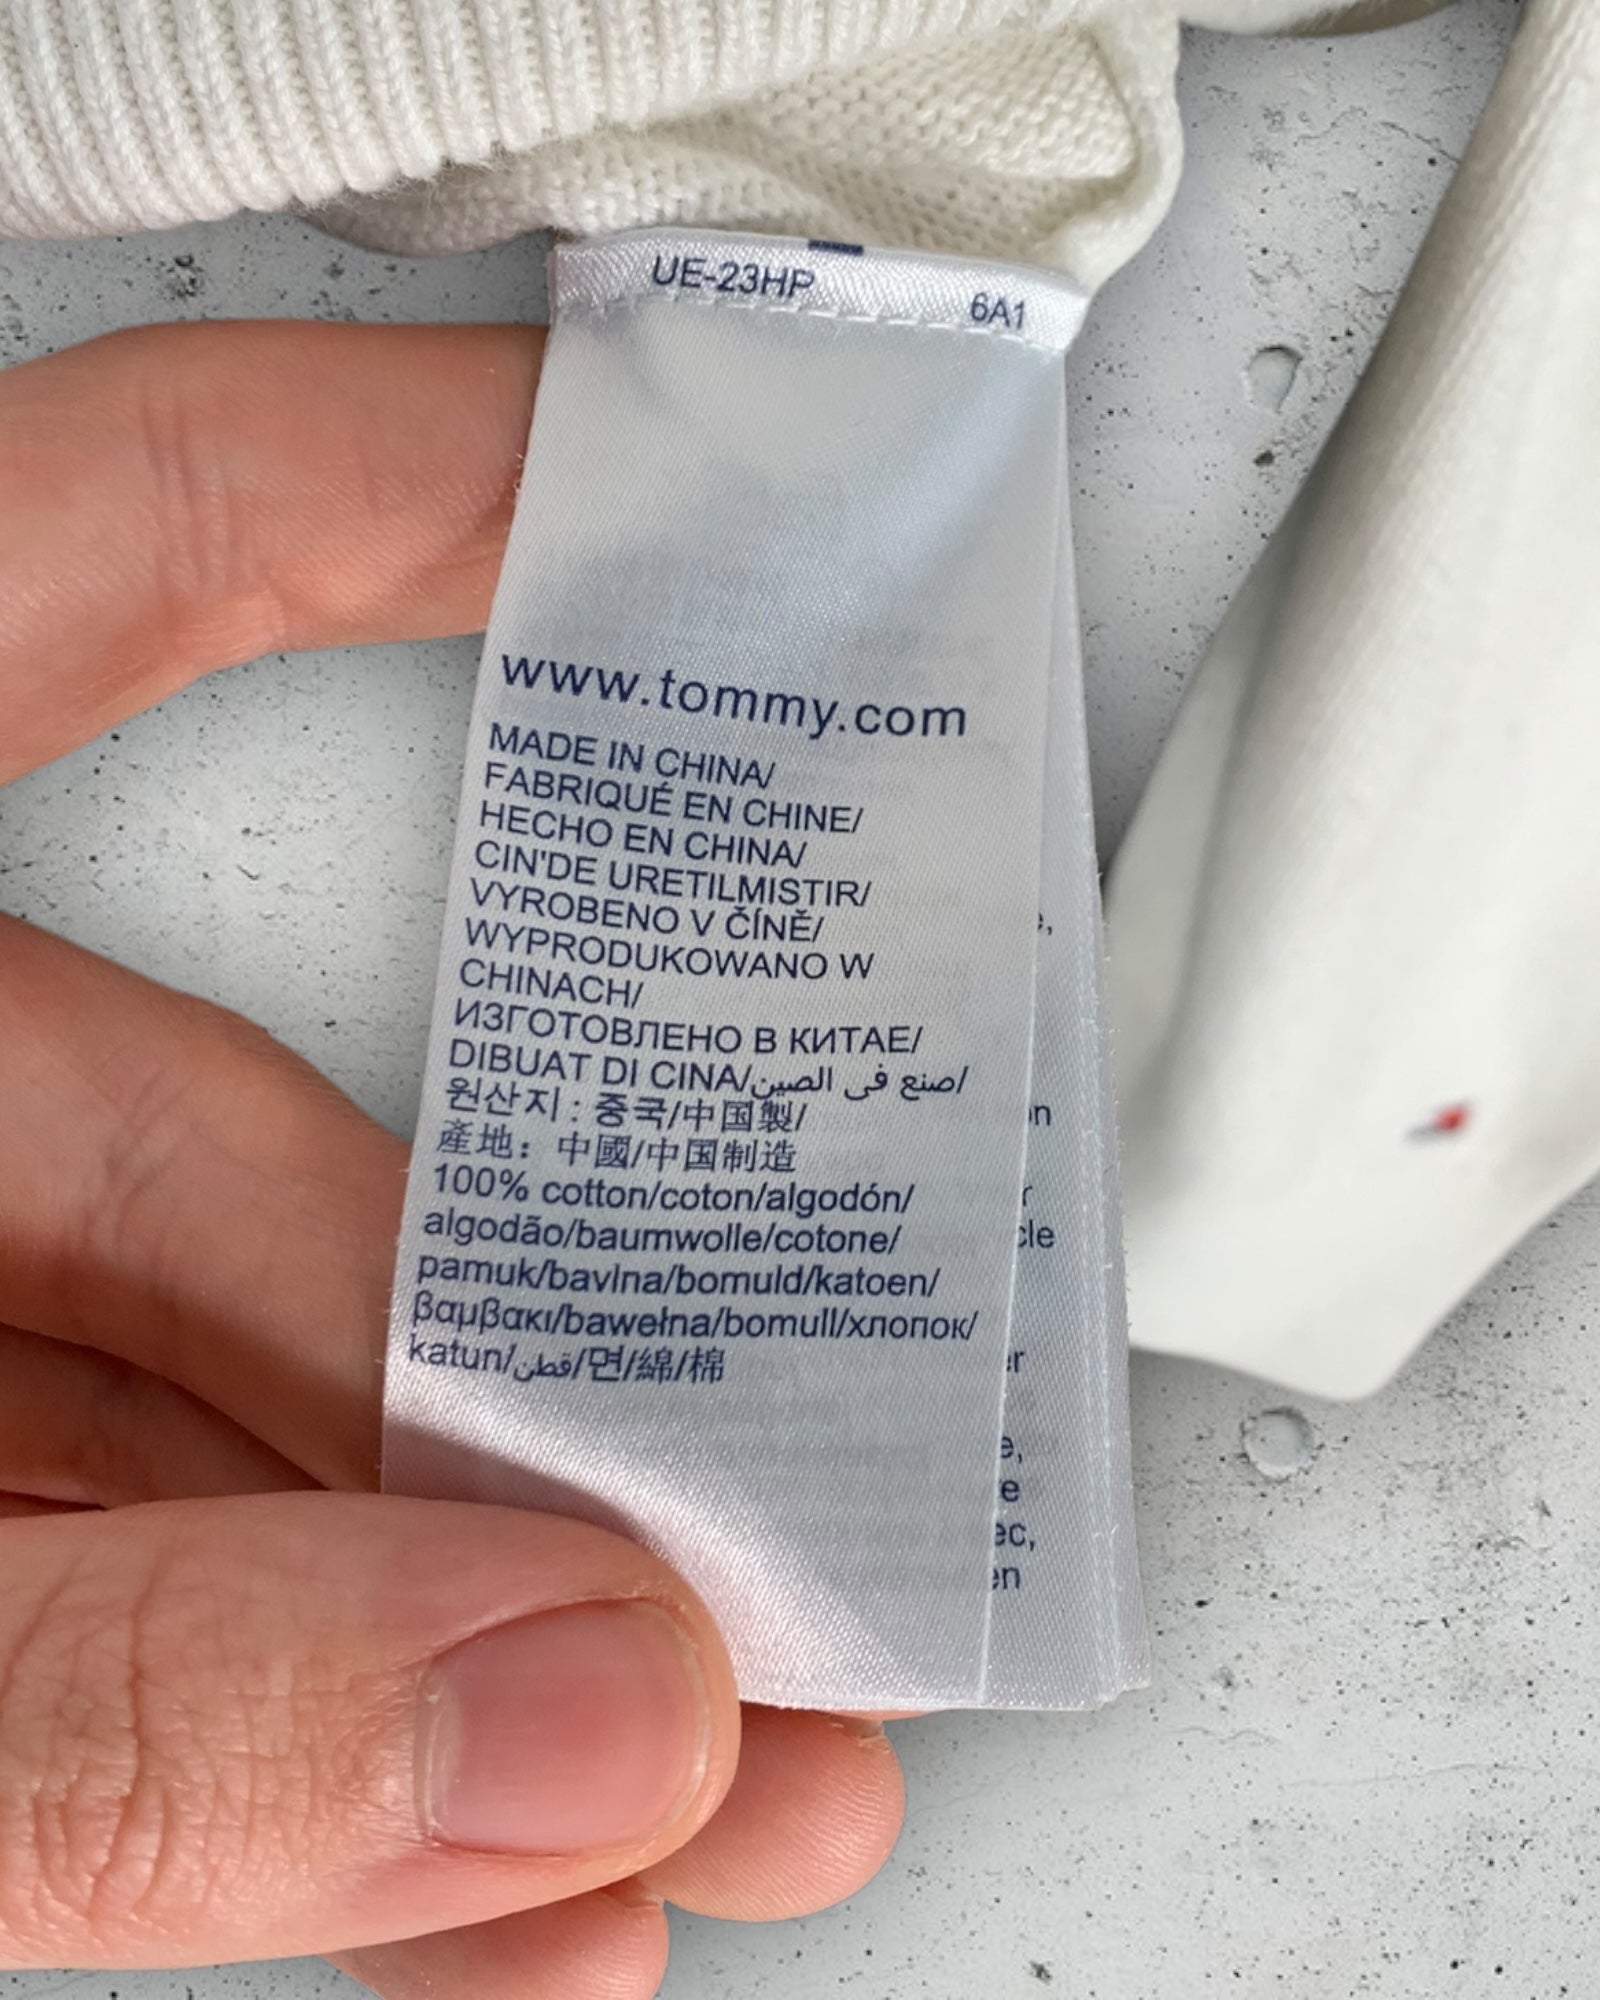 UE-23HP 6A1
www.tommy.com
MADE IN CHINA/
FABRIQUÉ EN CHINE/
HECHO EN CHINA/
CIN'DE URETILMISTIR/
VYROBENO V ČÍNĚ/
WYPRODUKOWANO W
CHINACH/
ИЗГОТОВЛЕНО В КИТАЕ/
DIBUAT DI CINA/صنع فى الصين/
원산지 : 중국/中国製/
產地：中國/中国制造
100% cotton/coton/algodón/
algodão/baumwolle/cotone/
pamuk/bavlna/bomuld/katoen/
βαμβακι/bawełna/bomull/хлопок/
katun/قطن/면/綿/棉